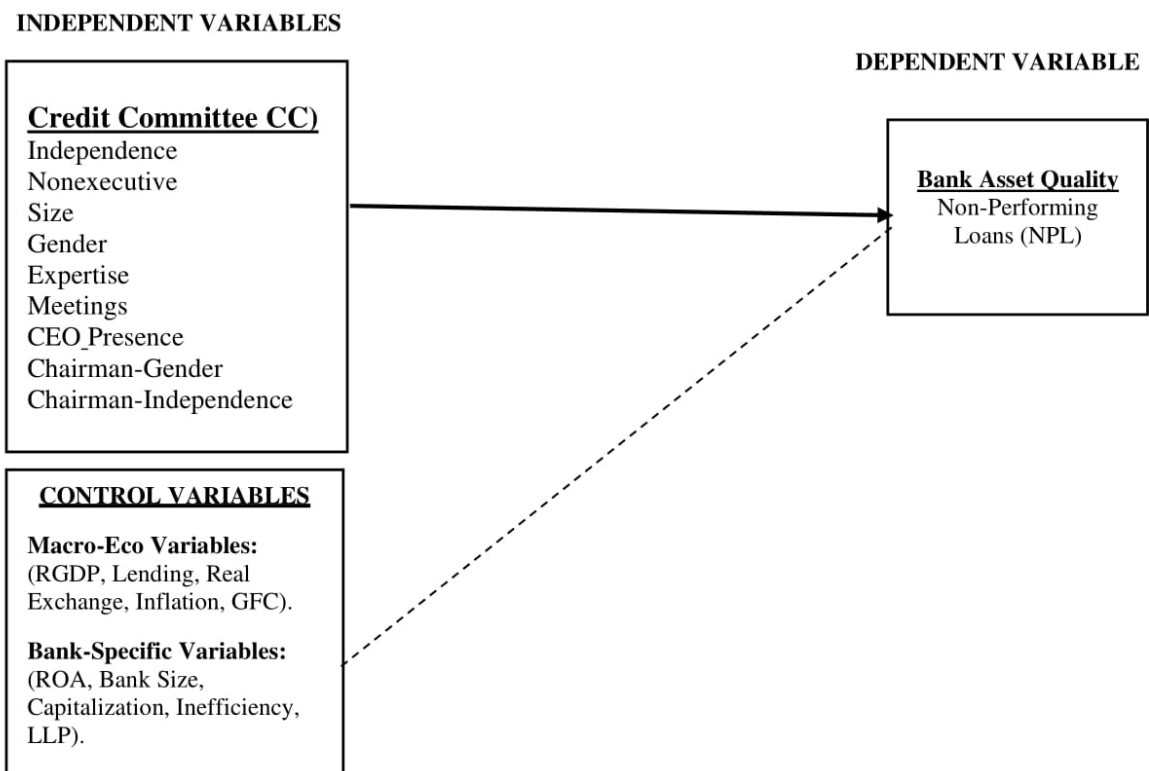 INDEPENDENT VARIABLES
Credit Committee CC)
Independence
Nonexecutive
Size
Gender
Expertise
Meetings
CEO_Presence
Chairman-Gender
Chairman-Independence
CONTROL VARIABLES
Macro-Eco Variables:
(RGDP, Lending, Real
Exchange, Inflation, GFC).
Bank-Specific Variables:
(ROA, Bank Size,
Capitalization, Inefficiency,
LLP).
DEPENDENT VARIABLE
Bank Asset Quality
Non-Performing
Loans (NPL)